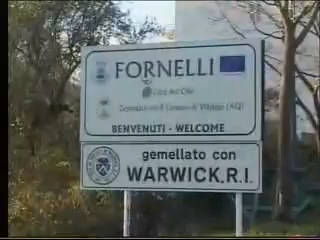 FORNELLI
Città dell'Olio
BENVENUTI - WELCOME
gemellato con
WARWICK.R.I.